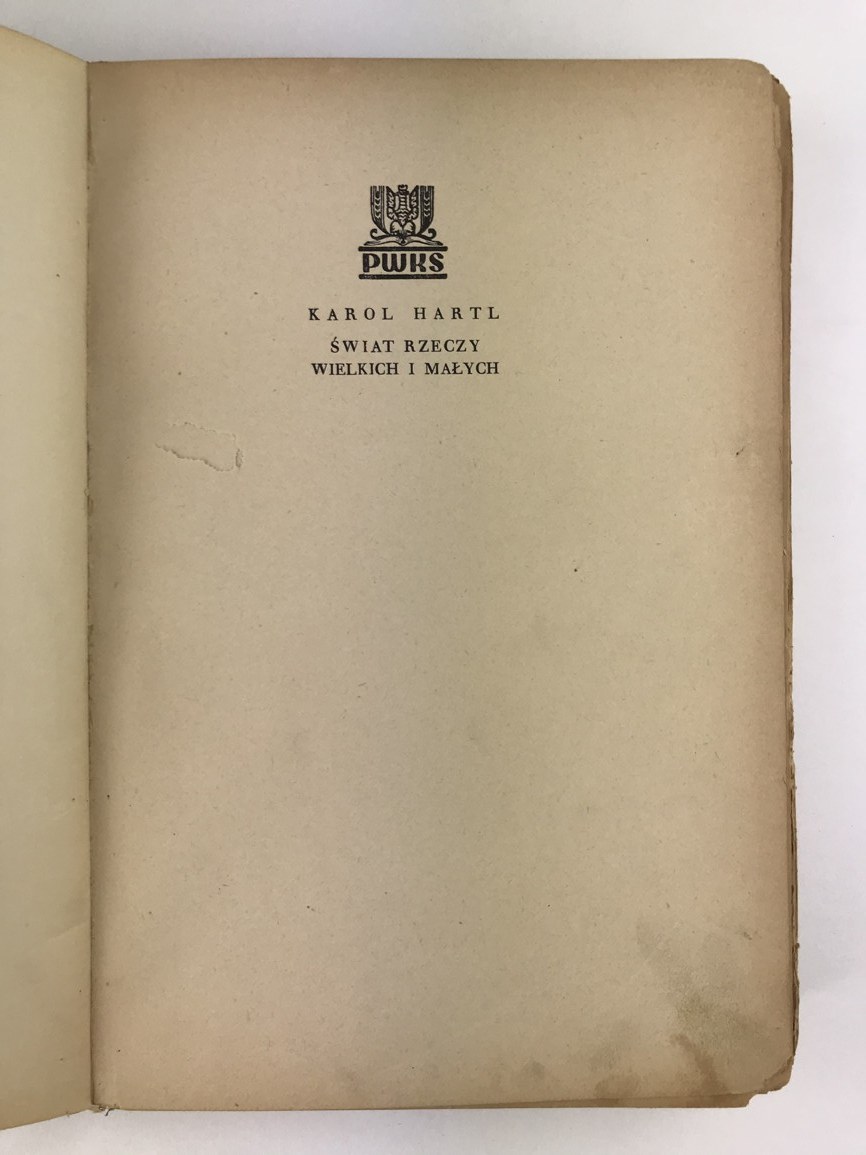 PWKS
KAROL HARTL
ŚWIAT RZECZY
WIELKICH I MAŁYCH